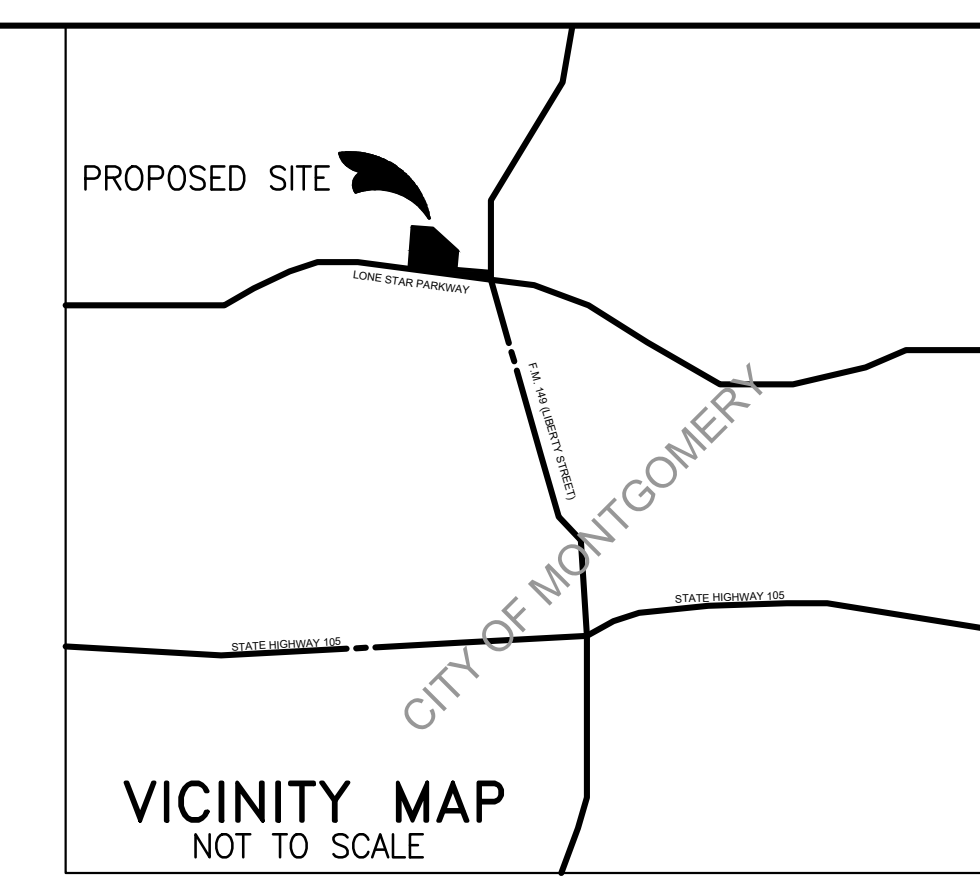 PROPOSED SITE
LONE STAR PARKWAY
F.M. 149 (LIBERTY STREET)
CITY OF MONTGOMERY
STATE HIGHWAY 105
STATE HIGHWAY 105
VICINITY MAP
NOT TO SCALE